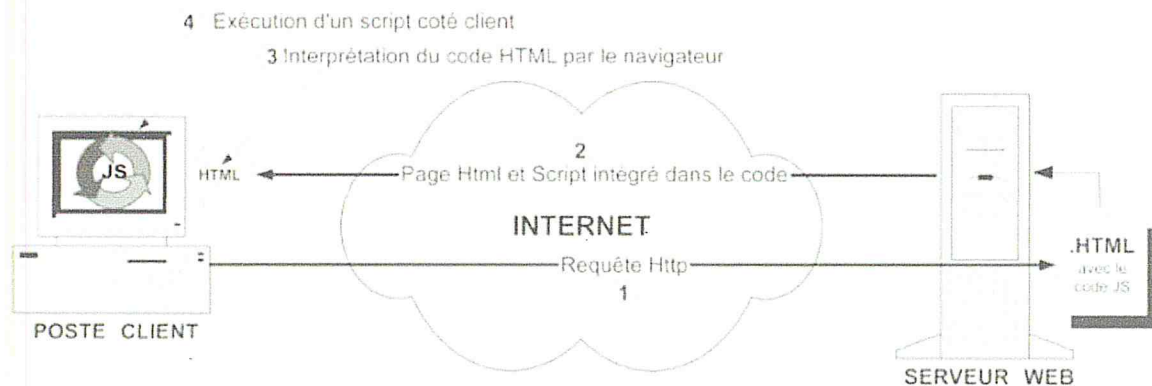 4 Exécution d'un script coté client
3 Interprétation du code HTML par le navigateur
JS
HTML
2
Page Html et Script intégré dans le code
INTERNET
Requête Http
1
.HTML
avec le
code JS
POSTE CLIENT
SERVEUR WEB